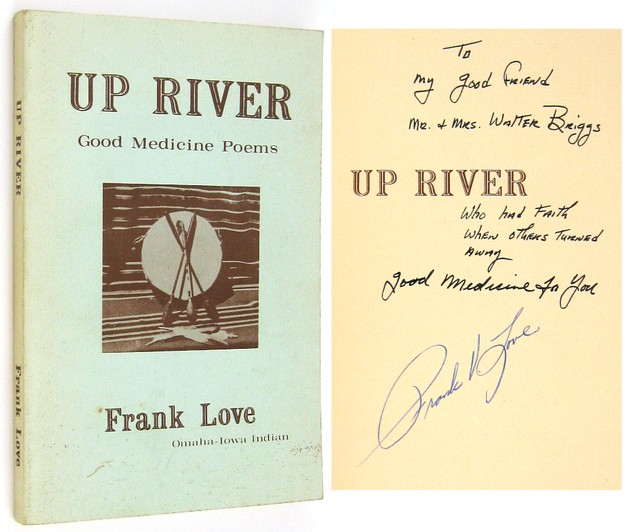 UP RIVER
Good Medicine Poems
Frank Love
Omaha-Iowa Indian
UP RIVER
Frank Love
To
My Good Friend
Mr. + Mrs. Walter Briggs
UP RIVER
Who had Faith
When others Turned
Away
Good Medicine To You
Frank V Love